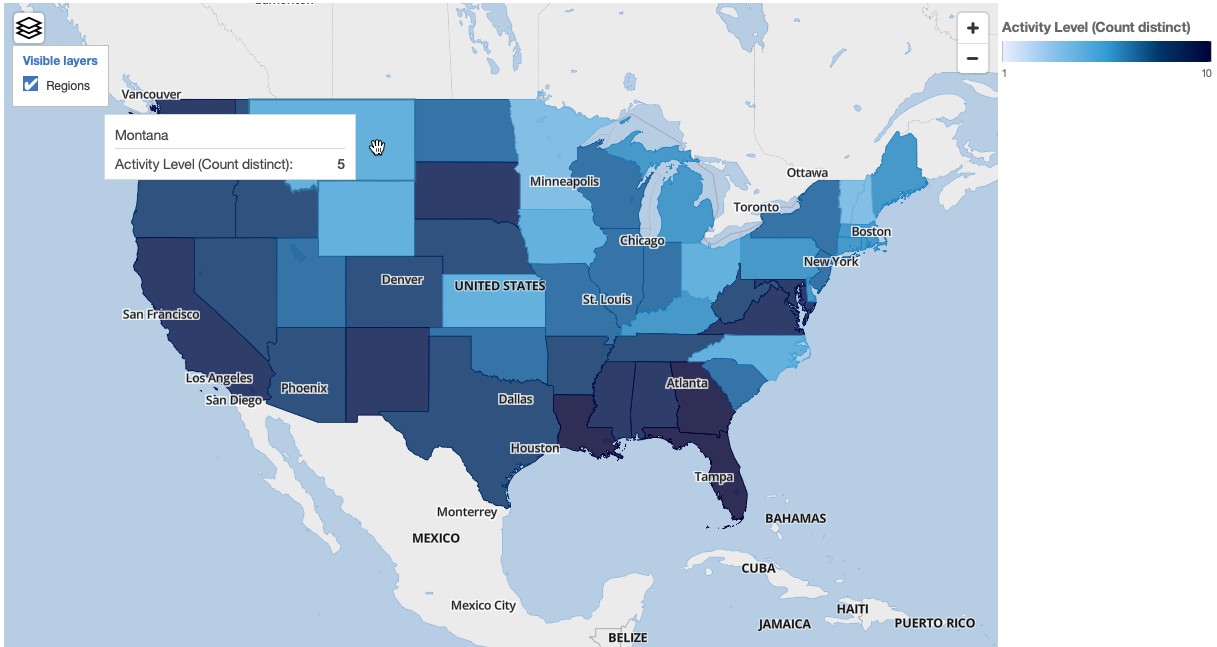 Visible layers
Regions
+
−
Activity Level (Count distinct)
1
10
Vancouver
Montana
Activity Level (Count distinct): 5
Ottawa
Minneapolis
Toronto
Boston
Chicago
New York
Denver
UNITED STATES
St. Louis
San Francisco
Los Angeles
Phoenix
Atlanta
San Diego
Dallas
Houston
Tampa
Monterrey
BAHAMAS
MEXICO
CUBA
Mexico City
HAITI
JAMAICA
PUERTO RICO
BELIZE